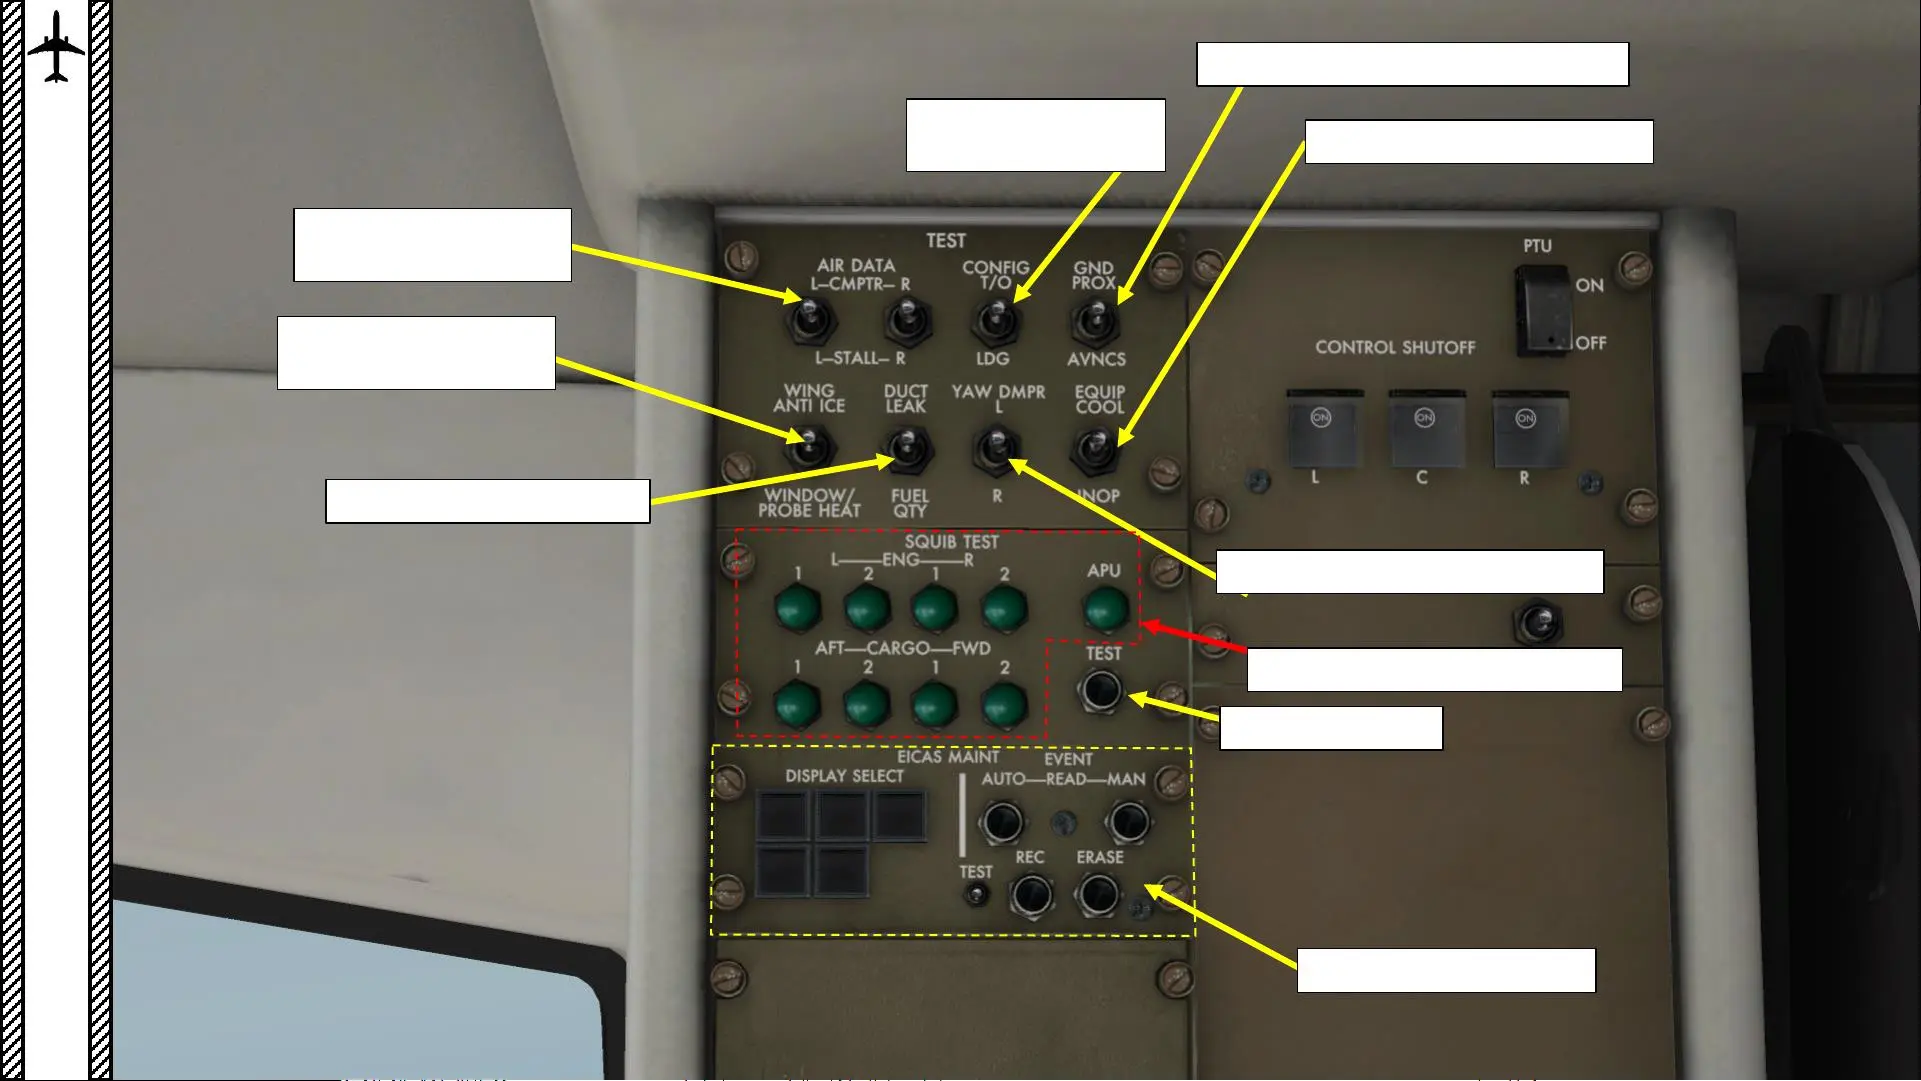 TEST
AIR DATA
L–CMPTR– R
CONFIG
T/O
GND
PROX
L–STALL– R
LDG
AVNCS
WING
ANTI ICE
DUCT
LEAK
YAW DMPR
L
EQUIP
COOL
WINDOW/
PROBE HEAT
FUEL
QTY
R
INOP
PTU
ON
OFF
CONTROL SHUTOFF
ON
ON
ON
L
C
R
SQUIB TEST
L——ENG——R
1
2
1
2
APU
AFT—CARGO—FWD
1
2
1
2
TEST
EICAS MAINT
DISPLAY SELECT
EVENT
AUTO—READ—MAN
REC
ERASE
TEST